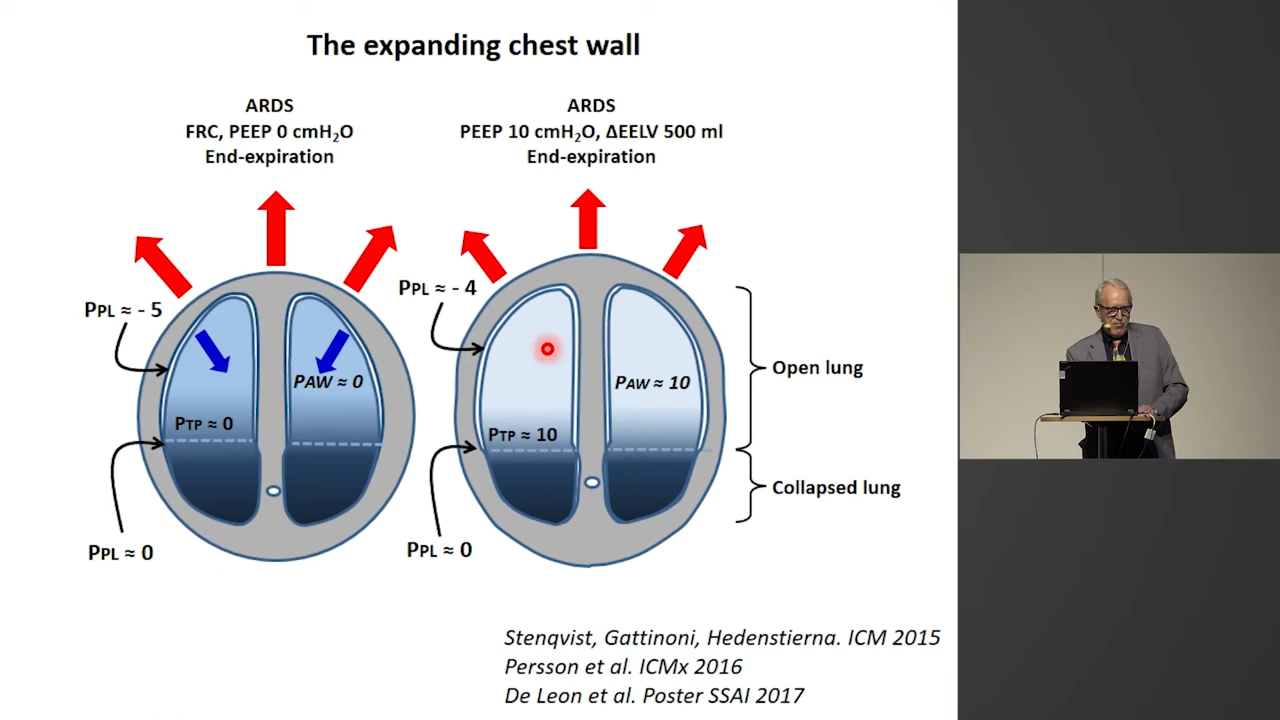 The expanding chest wall
ARDS
FRC, PEEP 0 cmH₂O
End-expiration
ARDS
PEEP 10 cmH₂O, ΔEELV 500 ml
End-expiration
PPL ≈ - 5
PAW ≈ 0
PTP ≈ 0
PPL ≈ 0
PPL ≈ - 4
PAW ≈ 10
PTP ≈ 10
PPL ≈ 0
Open lung
Collapsed lung
Stenqvist, Gattinoni, Hedenstierna. ICM 2015
Persson et al. ICMx 2016
De Leon et al. Poster SSAI 2017